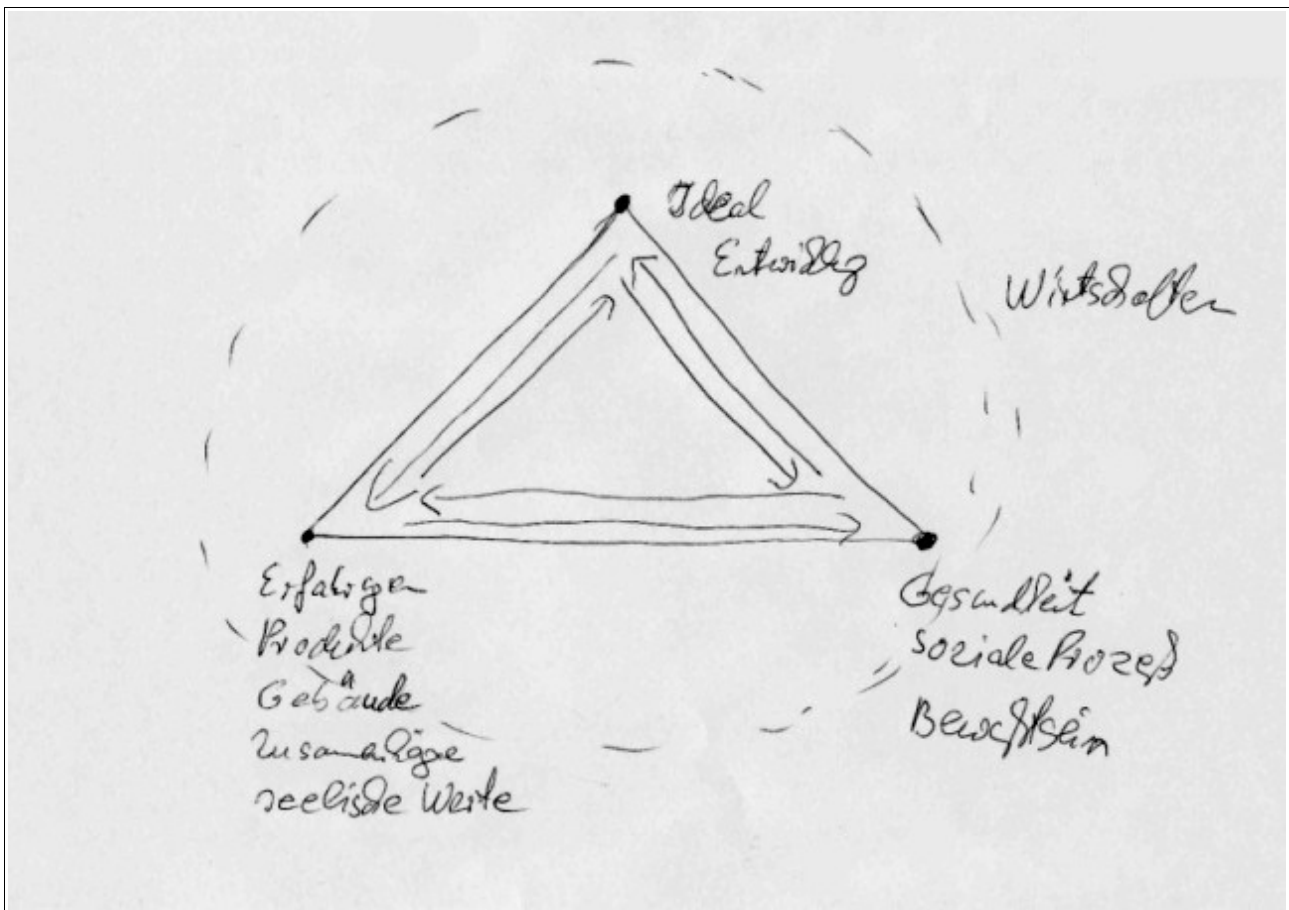 Ideal
Entwicklg
Wirtschaften
Erfahrungen
Produkte
Gebäude
Zusammenhänge
seelische Werte
Gesundheit
soziale Prozeß
Bewußtsein